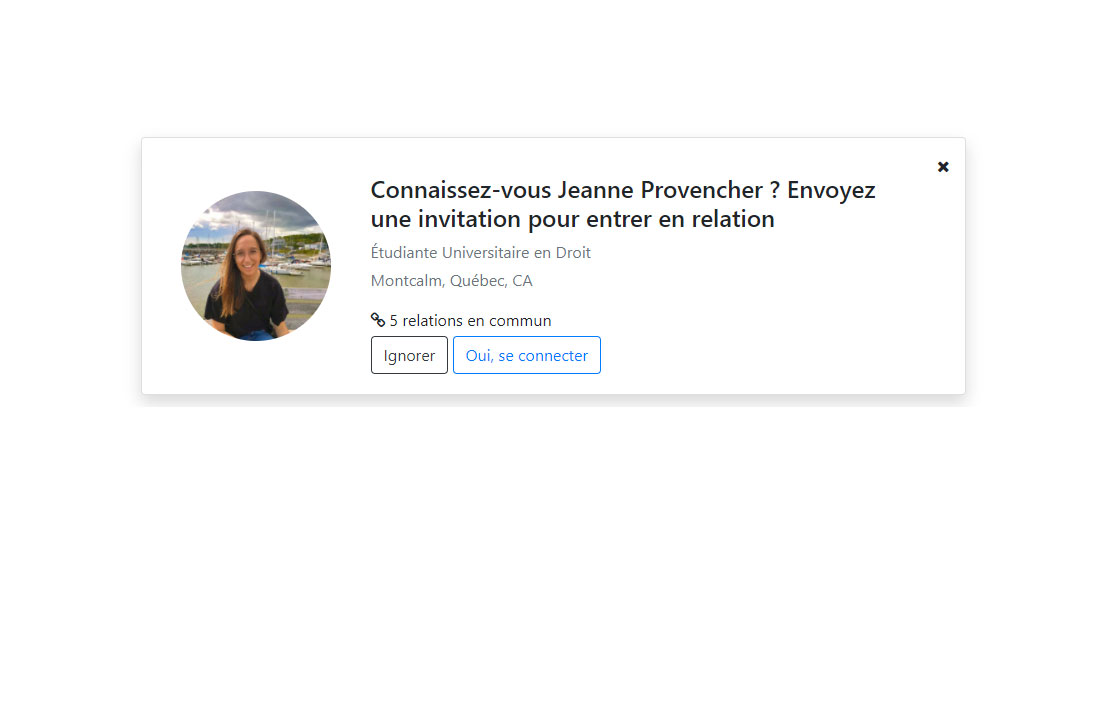 Connaissez-vous Jeanne Provencher ? Envoyez
une invitation pour entrer en relation
Étudiante Universitaire en Droit
Montcalm, Québec, CA
5 relations en commun
Ignorer Oui, se connecter